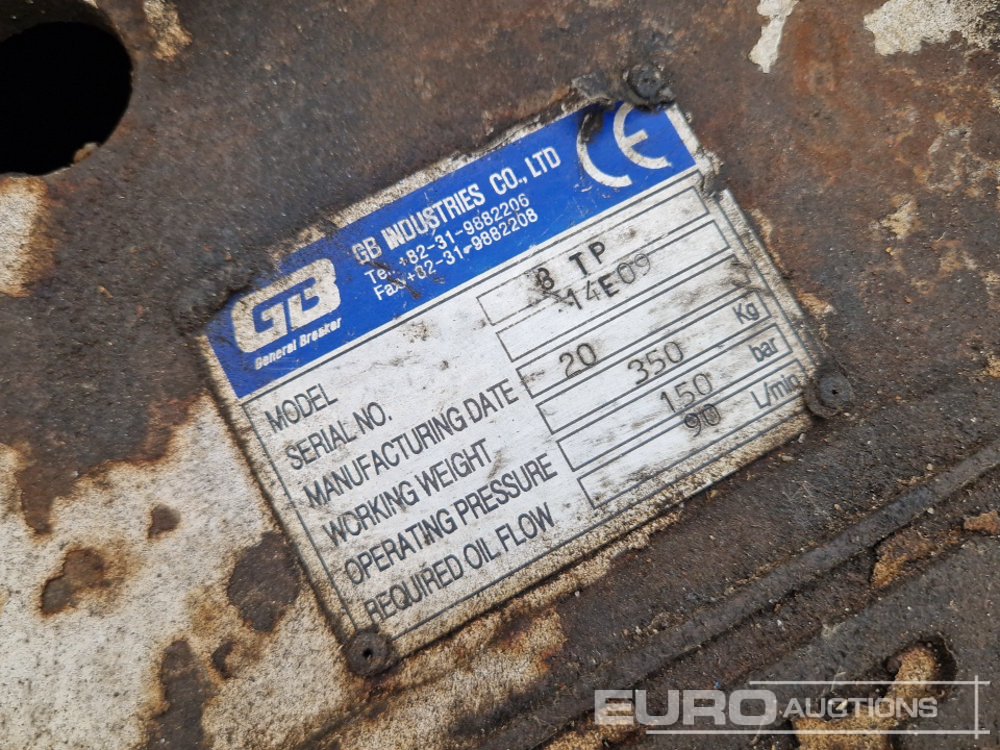 GB
General Breaker
GB INDUSTRIES CO., LTD
Tel: +82-31-9882206
Fax: +82-31-9882208
CE
MODEL 8 TP
SERIAL NO. 14E09
MANUFACTURING DATE 20
WORKING WEIGHT 350 Kg
OPERATING PRESSURE 150 bar
REQUIRED OIL FLOW 90 L/min
EURO AUCTIONS